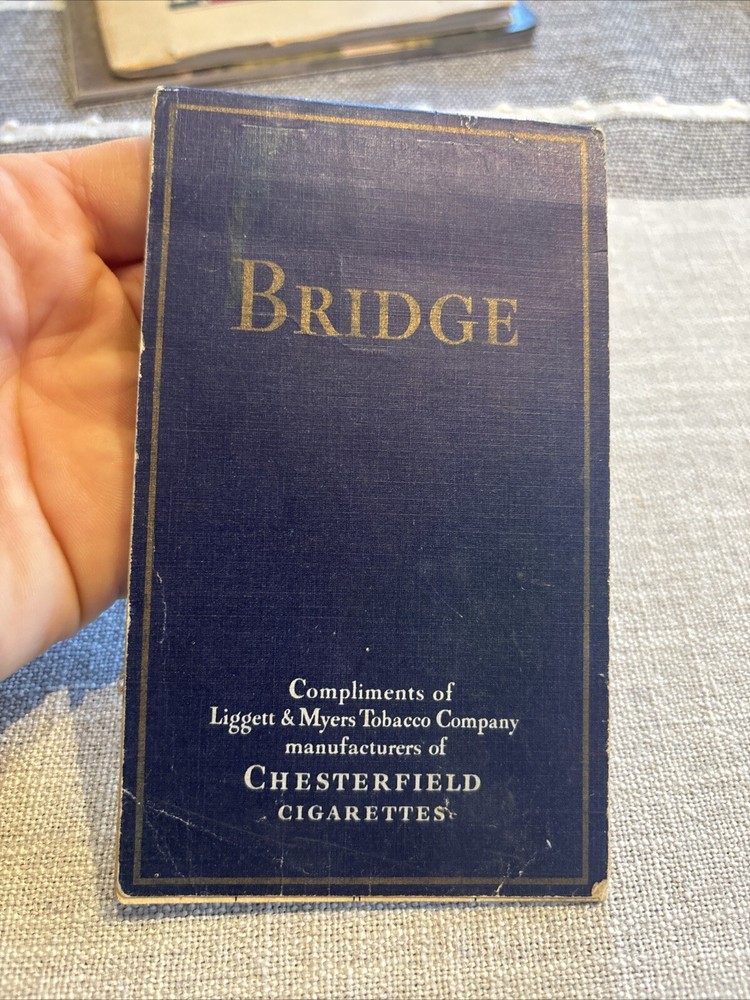 BRIDGE
Compliments of
Liggett & Myers Tobacco Company
manufacturers of
CHESTERFIELD
CIGARETTES